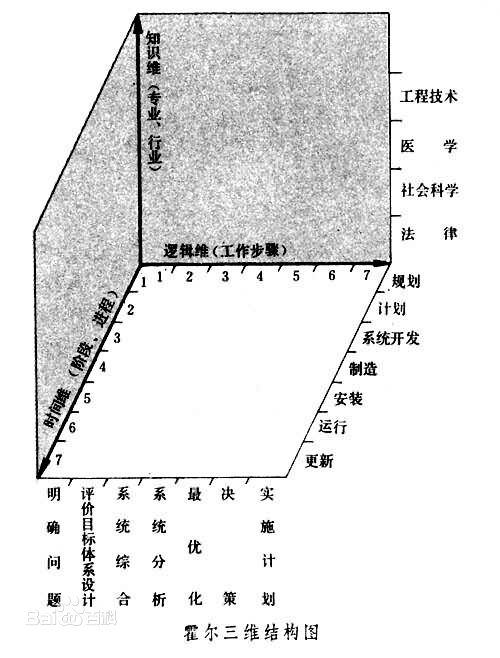 知识维（专业、行业）
工程技术
医学
社会科学
法律
逻辑维（工作步骤）
1 2 3 4 5 6 7
时间维（阶段、进程）
1
2
3
4
5
6
7
规划
计划
系统开发
制造
安装
运行
更新
明确问题
评价目标体系设计
系统综合
系统分析
最优化
决策
实施计划
Bai百科
霍尔三维结构图